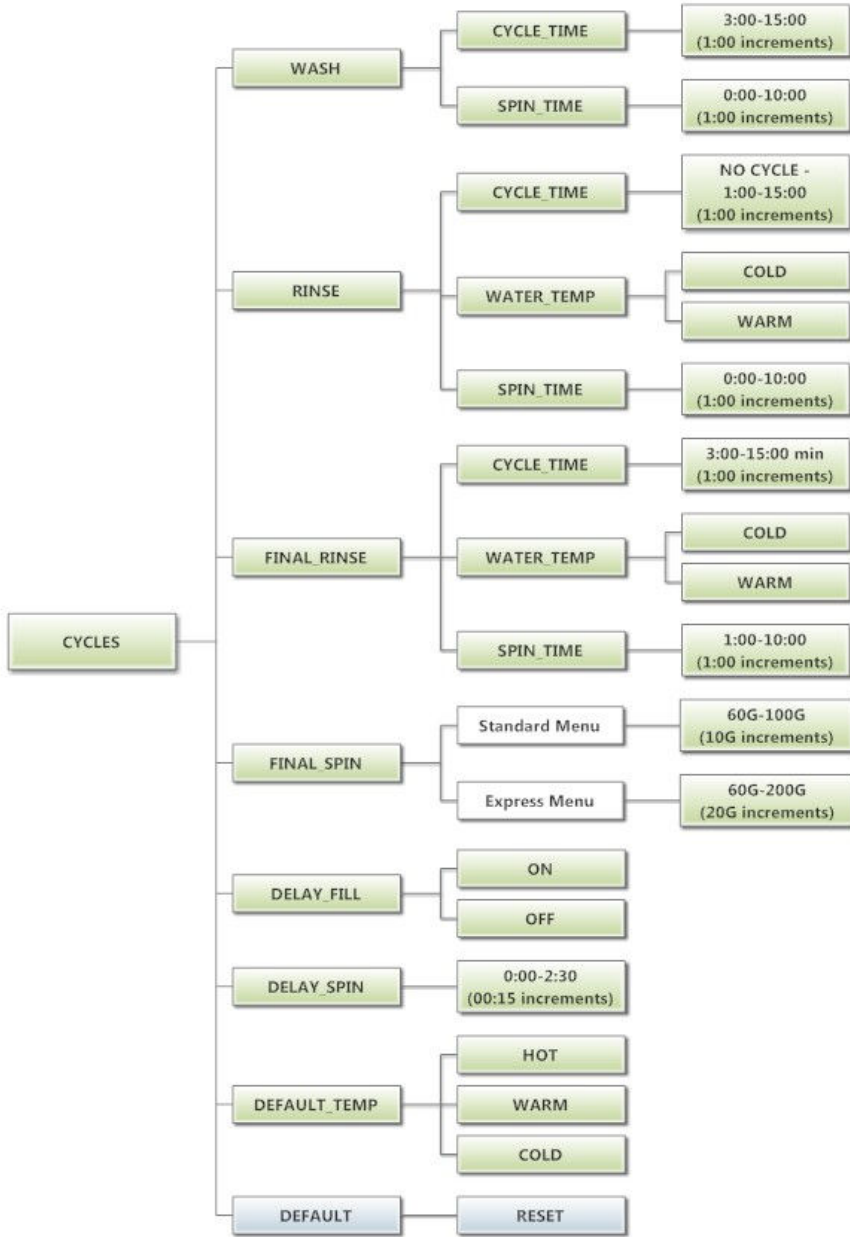 CYCLES
WASH
CYCLE_TIME
3:00-15:00
(1:00 increments)
SPIN_TIME
0:00-10:00
(1:00 increments)
RINSE
CYCLE_TIME
NO CYCLE -
1:00-15:00
(1:00 increments)
WATER_TEMP
COLD
WARM
SPIN_TIME
0:00-10:00
(1:00 increments)
FINAL_RINSE
CYCLE_TIME
3:00-15:00 min
(1:00 increments)
WATER_TEMP
COLD
WARM
SPIN_TIME
1:00-10:00
(1:00 increments)
FINAL_SPIN
Standard Menu
60G-100G
(10G increments)
Express Menu
60G-200G
(20G increments)
DELAY_FILL
ON
OFF
DELAY_SPIN
0:00-2:30
(00:15 increments)
DEFAULT_TEMP
HOT
WARM
COLD
DEFAULT
RESET